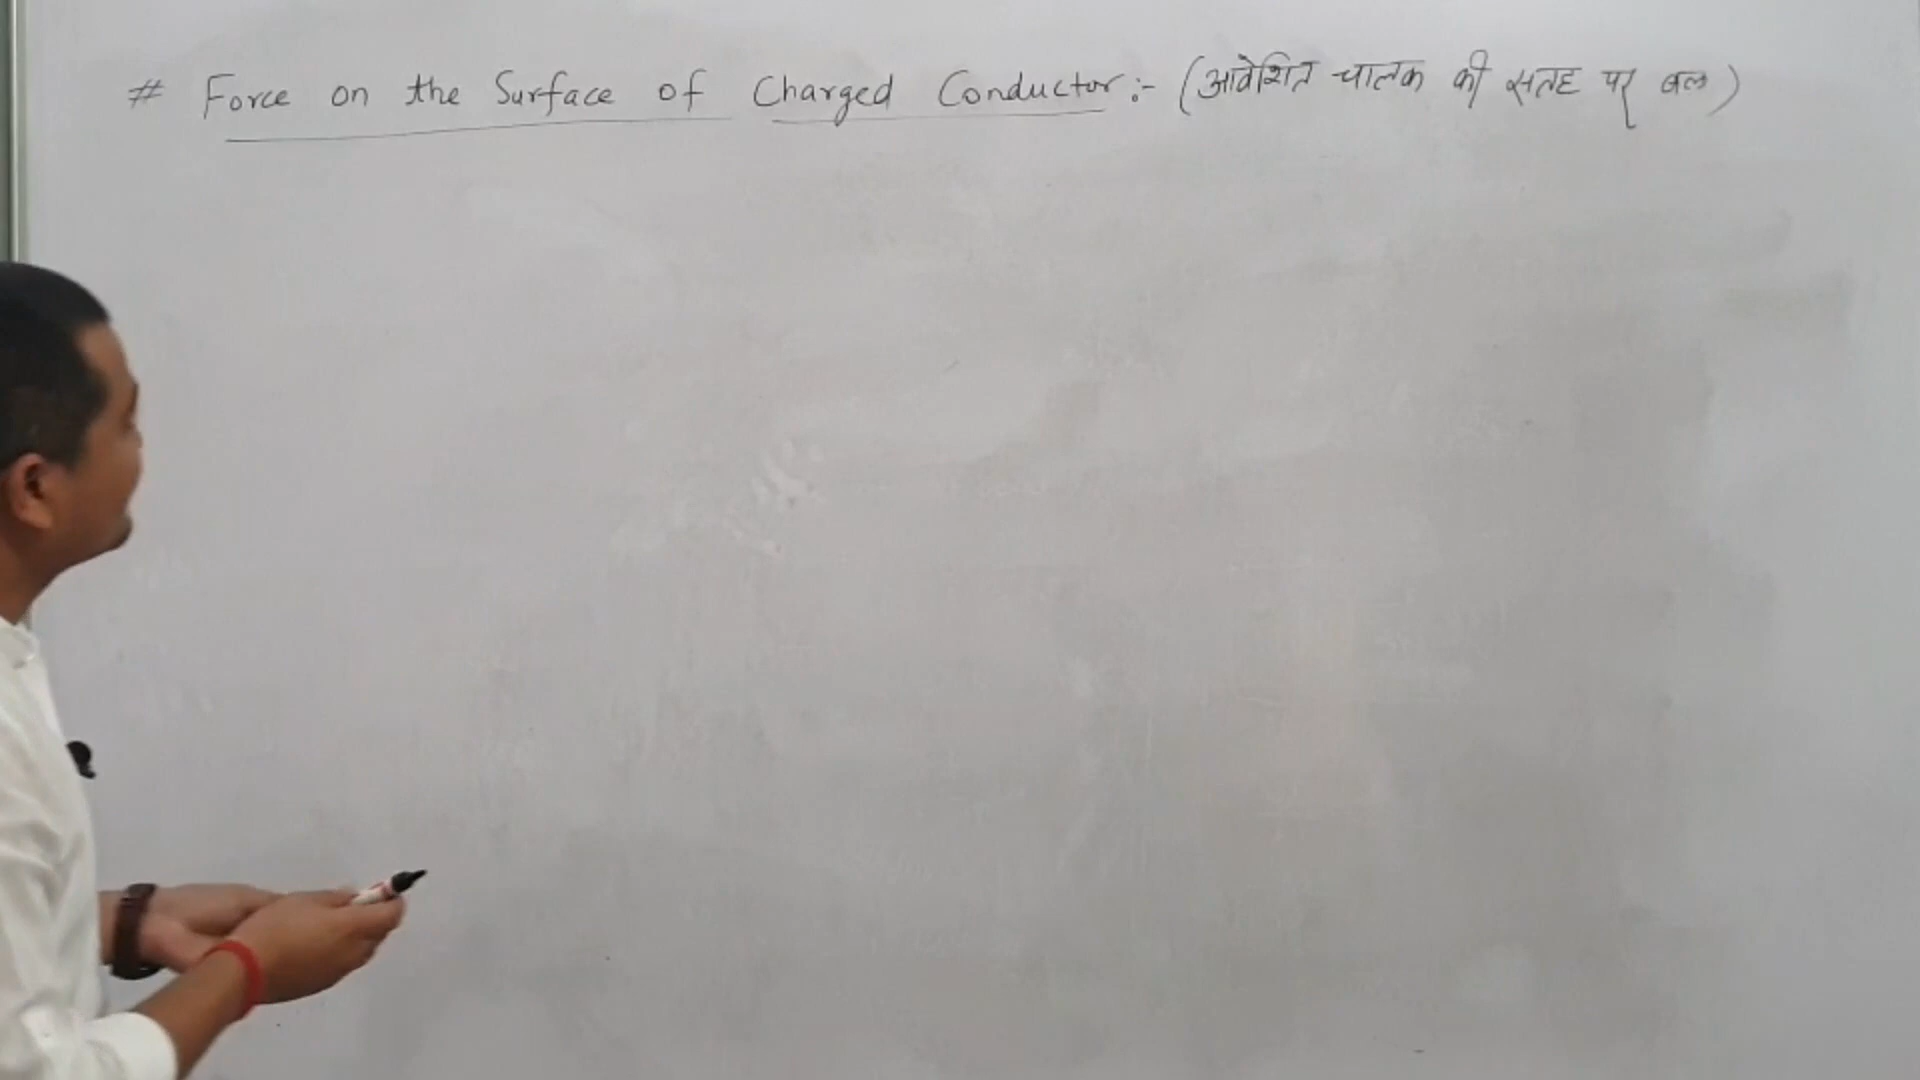 # Force on the Surface of Charged Conductor :- (आवेशित चालक की सतह पर बल)